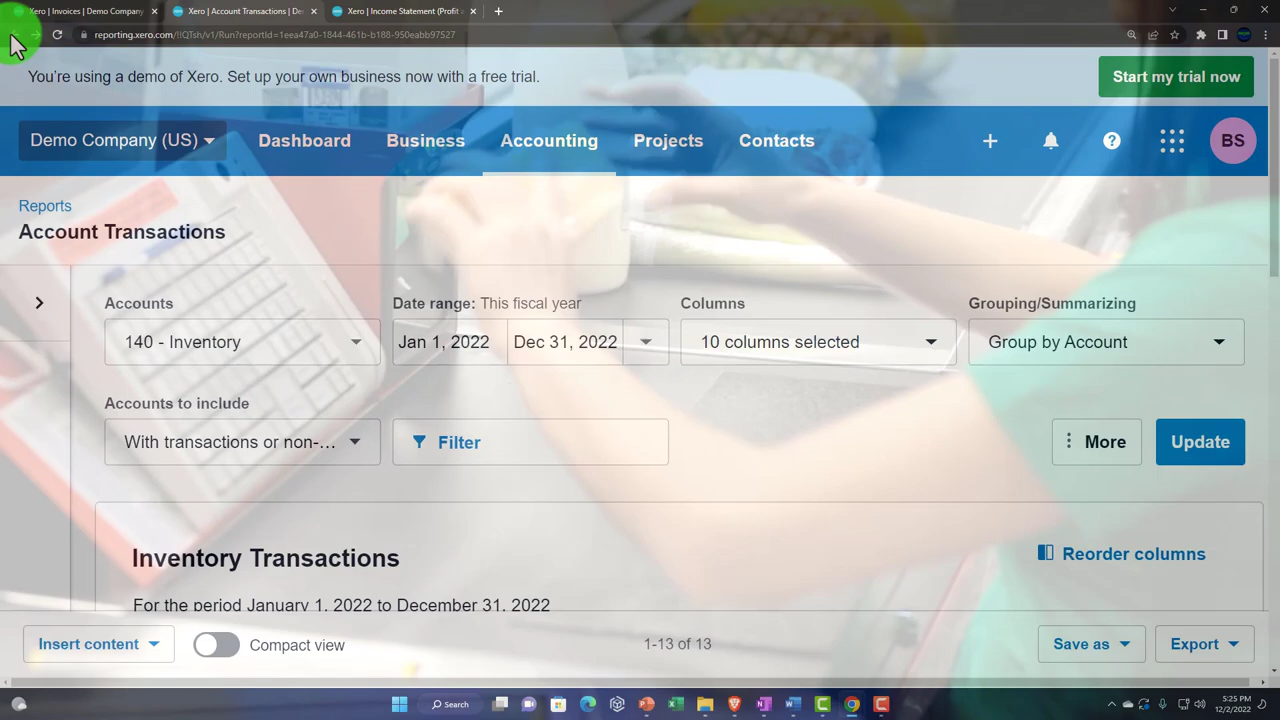 Xero | Invoices | Demo Company
Xero | Account Transactions | De
Xero | Income Statement (Profit a
reporting.xero.com/!IQTsh/v1/Run?reportId=1eea47a0-1844-461b-b188-950eabb97527
You're using a demo of Xero. Set up your own business now with a free trial.
Start my trial now
Demo Company (US)
Dashboard
Business
Accounting
Projects
Contacts
BS
Reports
Account Transactions
Accounts
Date range: This fiscal year
Columns
Grouping/Summarizing
140 - Inventory
Jan 1, 2022
Dec 31, 2022
10 columns selected
Group by Account
Accounts to include
With transactions or non-...
Filter
More
Update
Inventory Transactions
Reorder columns
For the period January 1, 2022 to December 31, 2022
Insert content
Compact view
1-13 of 13
Save as
Export
Search
5:25 PM
12/2/2022